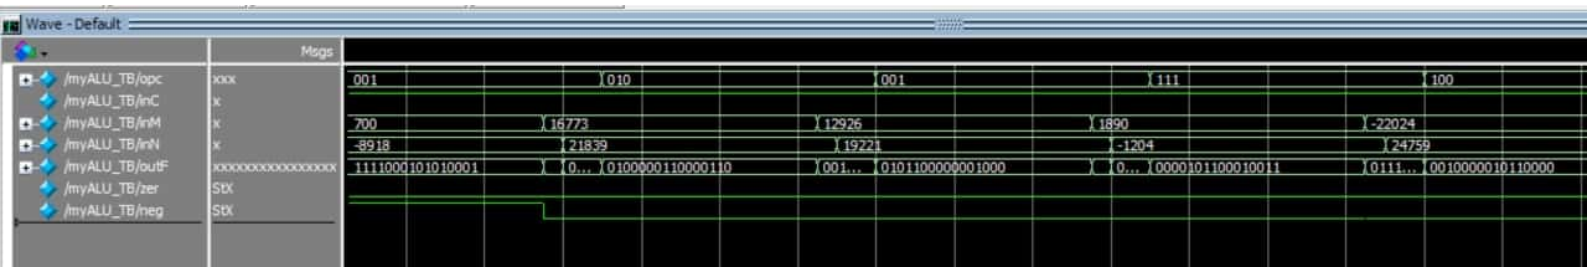 Wave - Default
Msgs
/myALU_TB/opc xxx 001 010 001 111 100
/myALU_TB/inC x
/myALU_TB/inM x 700 16773 12926 1890 -22024
/myALU_TB/inN x -8918 21839 19221 -1204 24759
/myALU_TB/outF xxxxxxxxxxxxxxxx 1111000101010001 0... 0100000110000110 001... 0101100000001000 0... 0000101100010011 0111... 0010000010110000
/myALU_TB/zer StX
/myALU_TB/neg StX